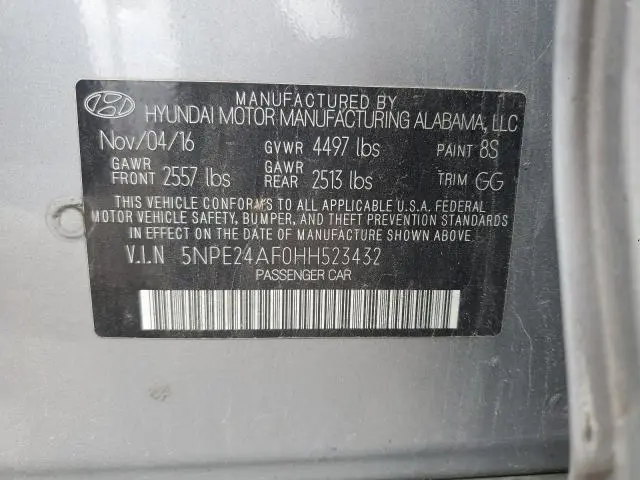 MANUFACTURED BY
HYUNDAI MOTOR MANUFACTURING ALABAMA, LLC
Nov/04/16 GVWR 4497 lbs PAINT 8S
GAWR FRONT 2557 lbs GAWR REAR 2513 lbs TRIM GG
THIS VEHICLE CONFORMS TO ALL APPLICABLE U.S.A. FEDERAL
MOTOR VEHICLE SAFETY, BUMPER, AND THEFT PREVENTION STANDARDS
IN EFFECT ON THE DATE OF MANUFACTURE SHOWN ABOVE.
V.I.N 5NPE24AF0HH523432
PASSENGER CAR